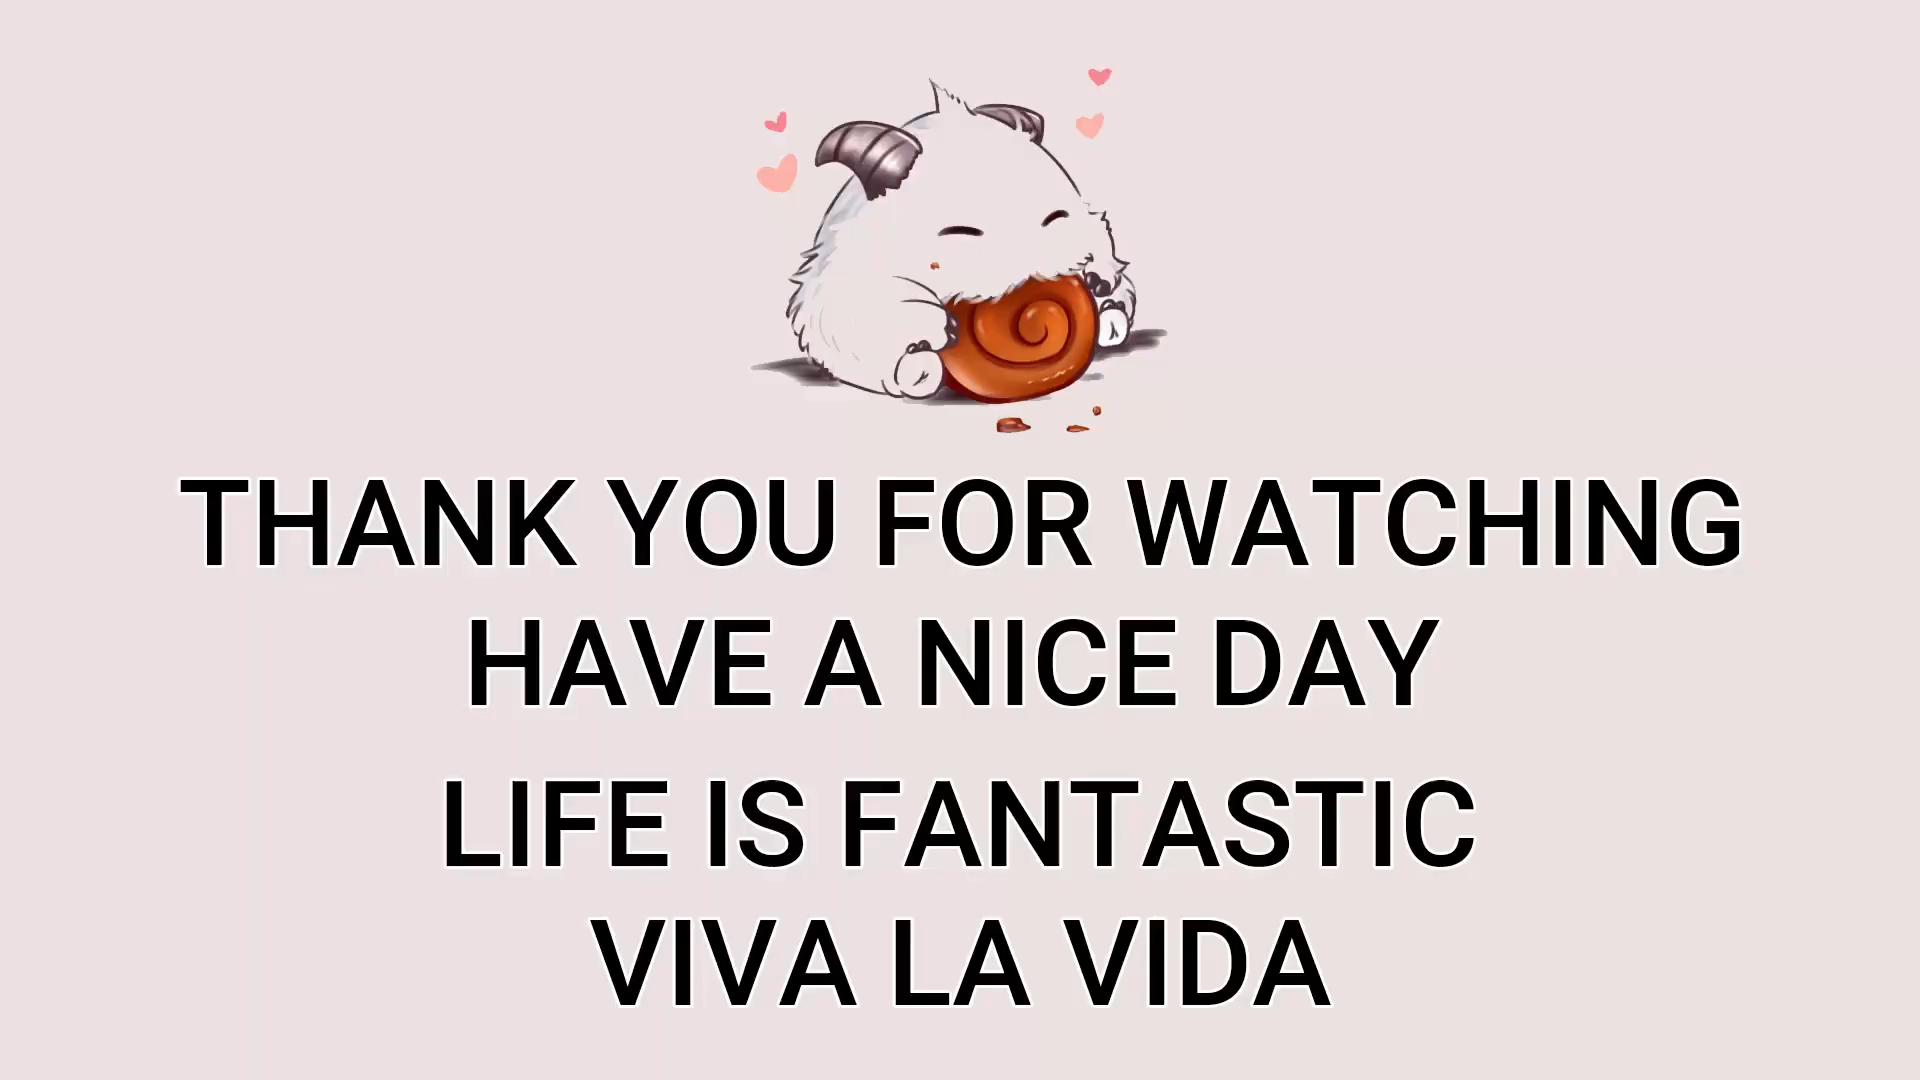 THANK YOU FOR WATCHING
HAVE A NICE DAY
LIFE IS FANTASTIC
VIVA LA VIDA